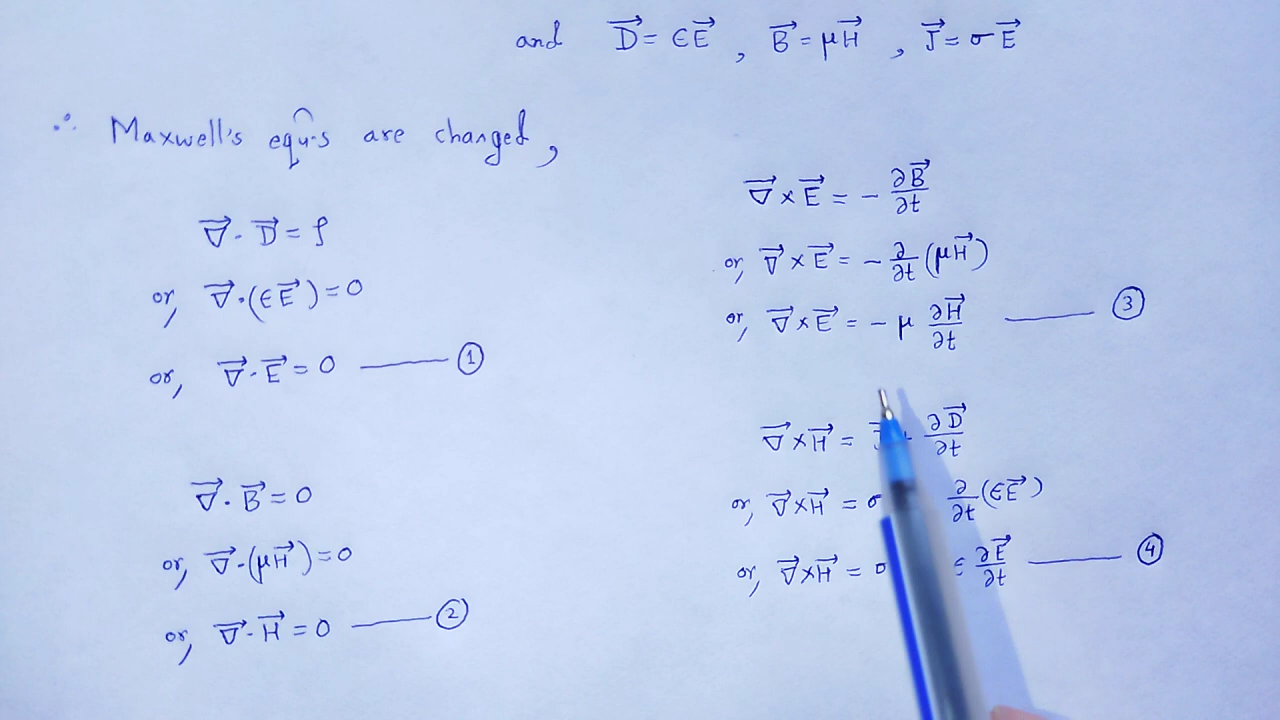 and D⃗ = ϵE⃗ , B⃗ = μH⃗ , J⃗ = σE⃗
∴ Maxwell's equn.s are changed,
∇⃗ · D⃗ = ρ
or, ∇⃗ · (ϵE⃗) = 0
or, ∇⃗ · E⃗ = 0 —— ①
∇⃗ · B⃗ = 0
or, ∇⃗ · (μH⃗) = 0
or, ∇⃗ · H⃗ = 0 —— ②
∇⃗ × E⃗ = - ∂B⃗/∂t
or, ∇⃗ × E⃗ = - ∂/∂t (μH⃗)
or, ∇⃗ × E⃗ = - μ ∂H⃗/∂t —— ③
∇⃗ × H⃗ = ∂D⃗/∂t
or, ∇⃗ × H⃗ = σ ∂/∂t (ϵE⃗)
or, ∇⃗ × H⃗ = σ ϵ ∂E⃗/∂t —— ④